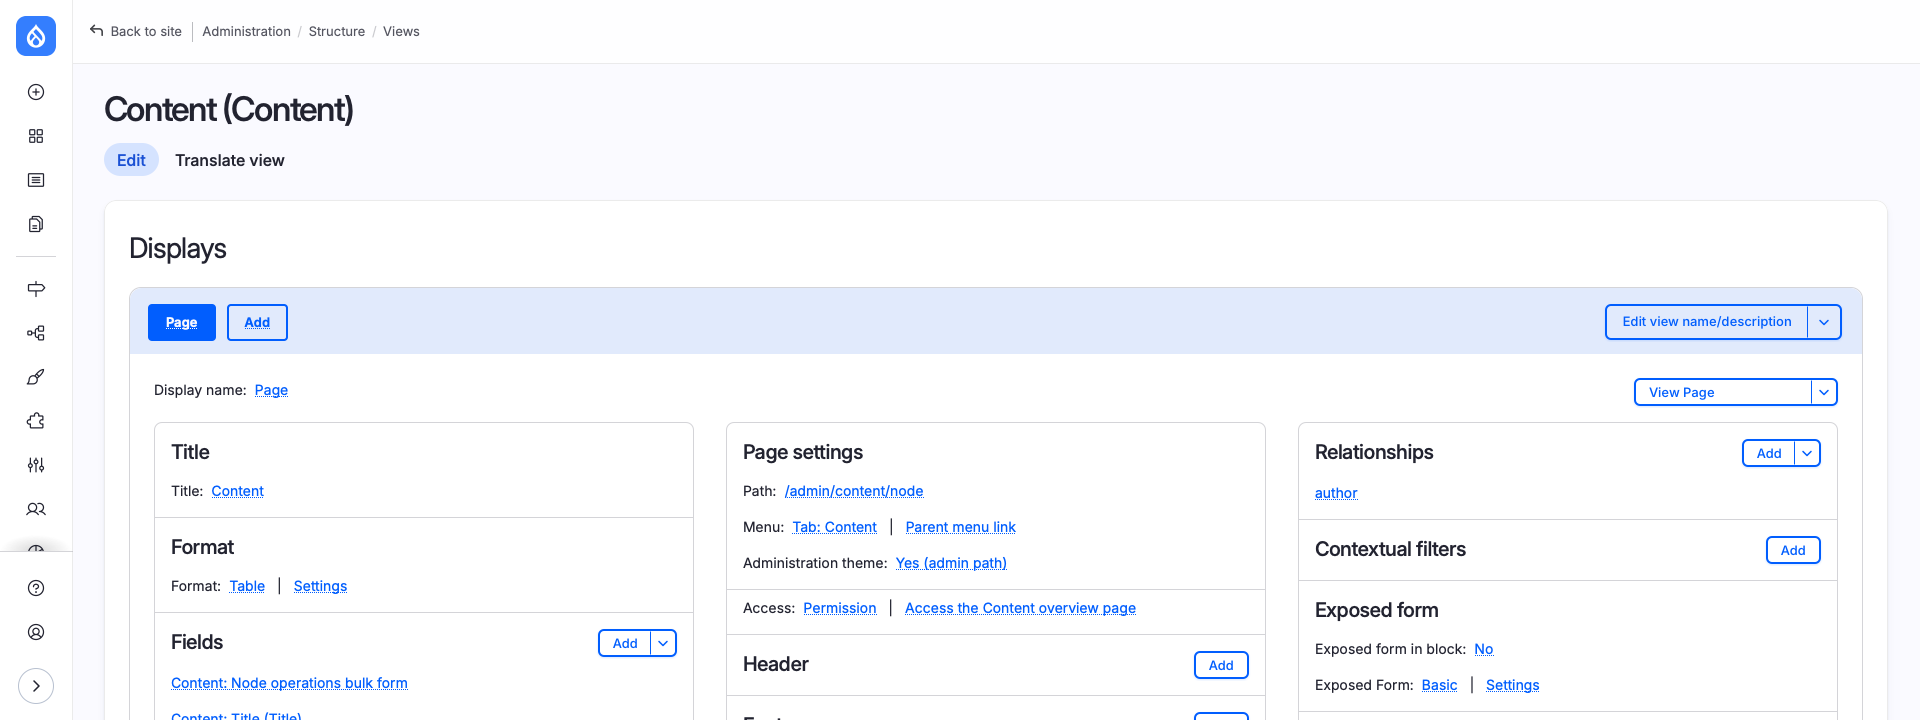 Back to site
Administration / Structure / Views
Content (Content)
Edit
Translate view
Displays
Page
Add
Edit view name/description
Display name: Page
View Page
Title
Title: Content
Format
Format: Table | Settings
Fields
Add
Content: Node operations bulk form
Content: Title (Title)
Page settings
Path: /admin/content/node
Menu: Tab: Content | Parent menu link
Administration theme: Yes (admin path)
Access: Permission | Access the Content overview page
Header
Add
Relationships
Add
author
Contextual filters
Add
Exposed form
Exposed form in block: No
Exposed Form: Basic | Settings